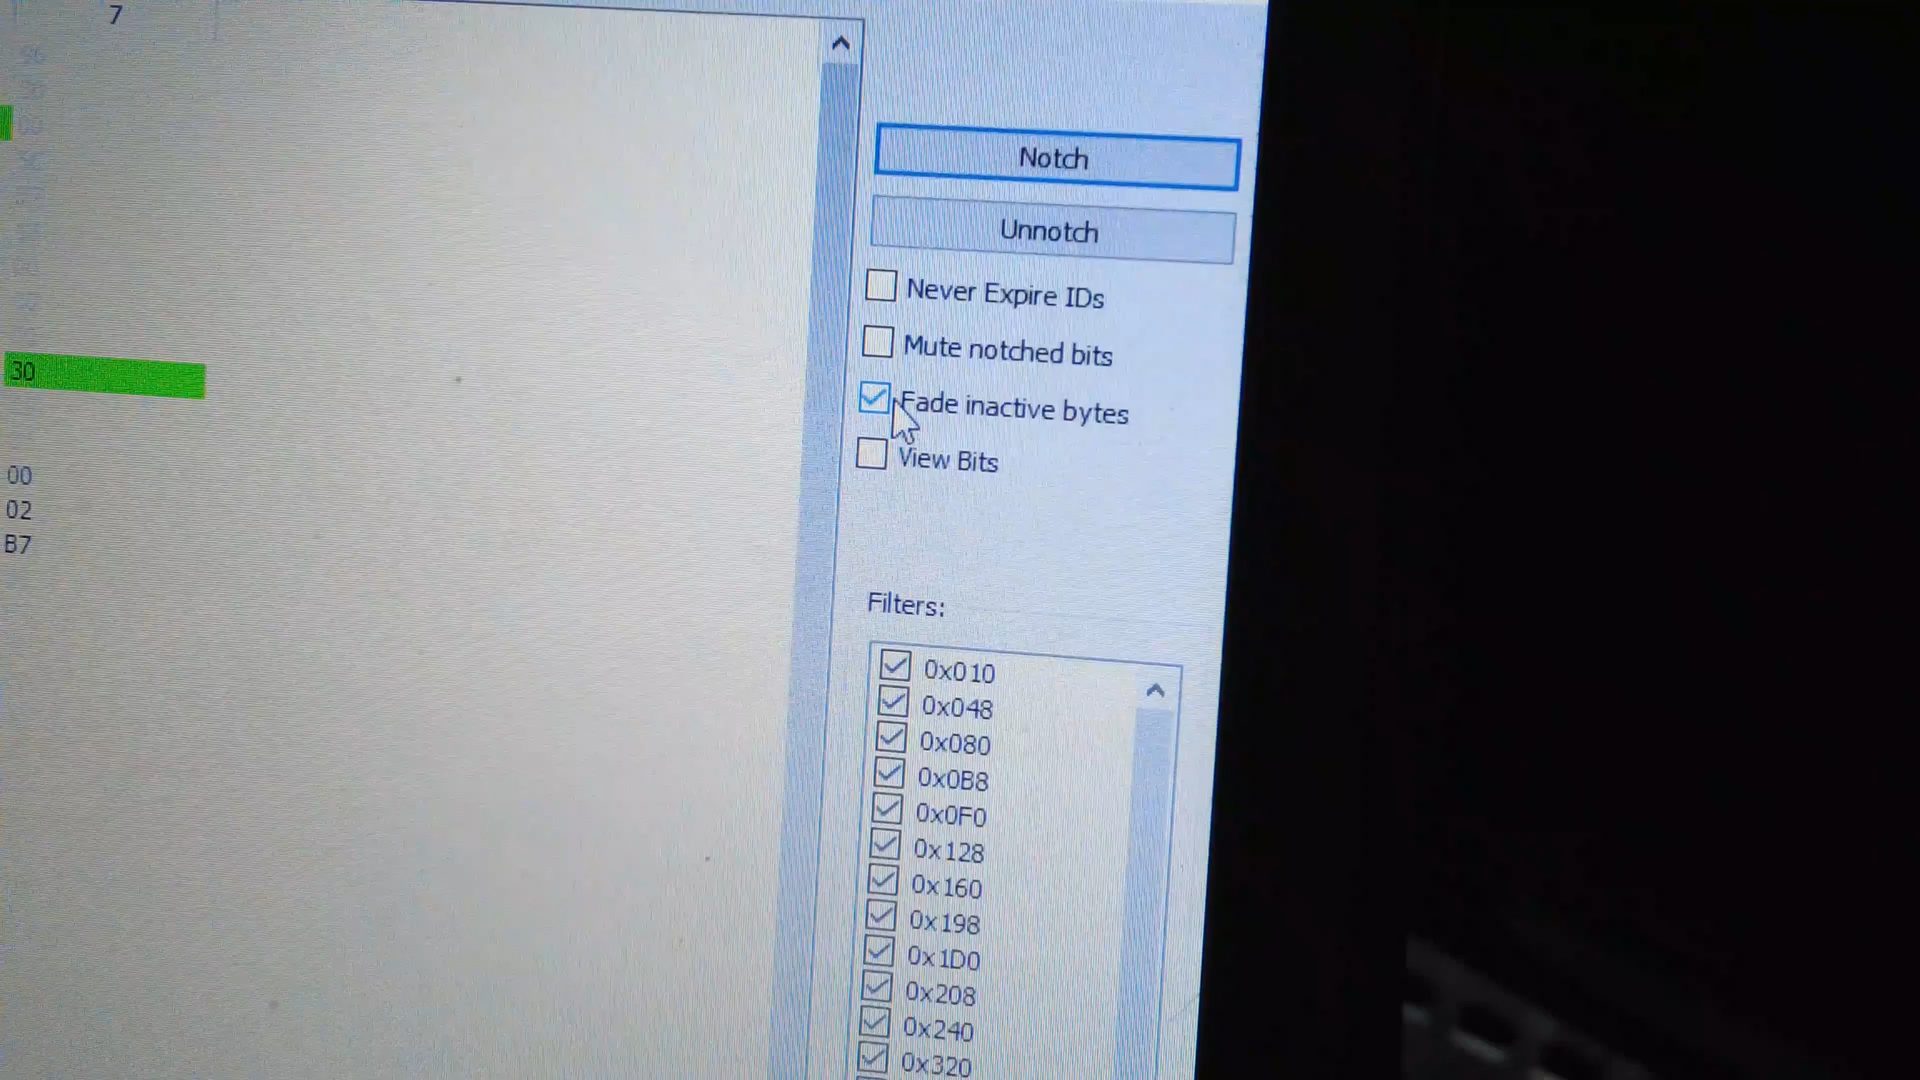 7
Notch
Unnotch
Never Expire IDs
Mute notched bits
30
Fade inactive bytes
View Bits
00
02
B7
Filters:
0x010
0x048
0x080
0x0B8
0x0F0
0x128
0x160
0x198
0x1D0
0x208
0x240
0x320